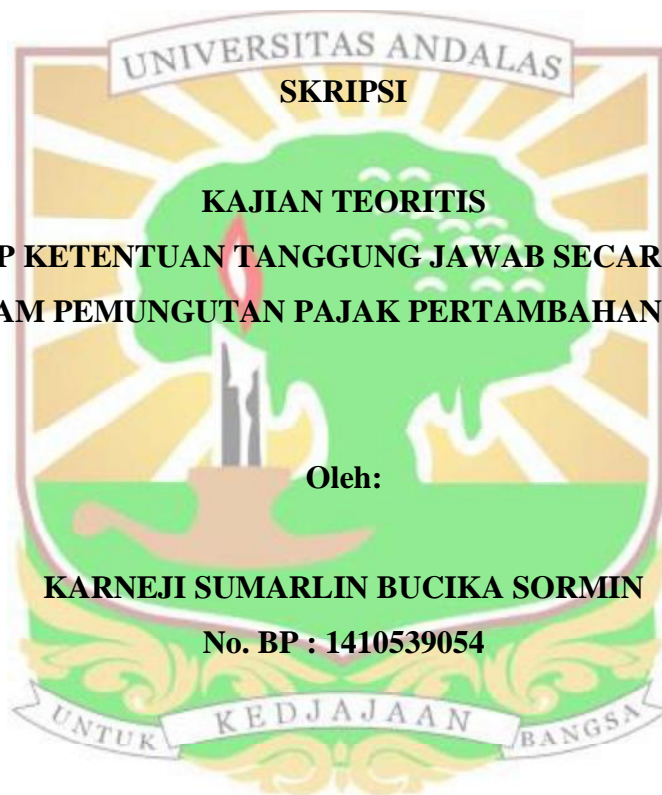 UNIVERSITAS ANDALAS
SKRIPSI
KAJIAN TEORITIS
P KETENTUAN TANGGUNG JAWAB SECAR
AM PEMUNGUTAN PAJAK PERTAMBAHAN
Oleh:
KARNEJI SUMARLIN BUCIKA SORMIN
No. BP : 1410539054
UNTUK KEDJAJAAN BANGSA